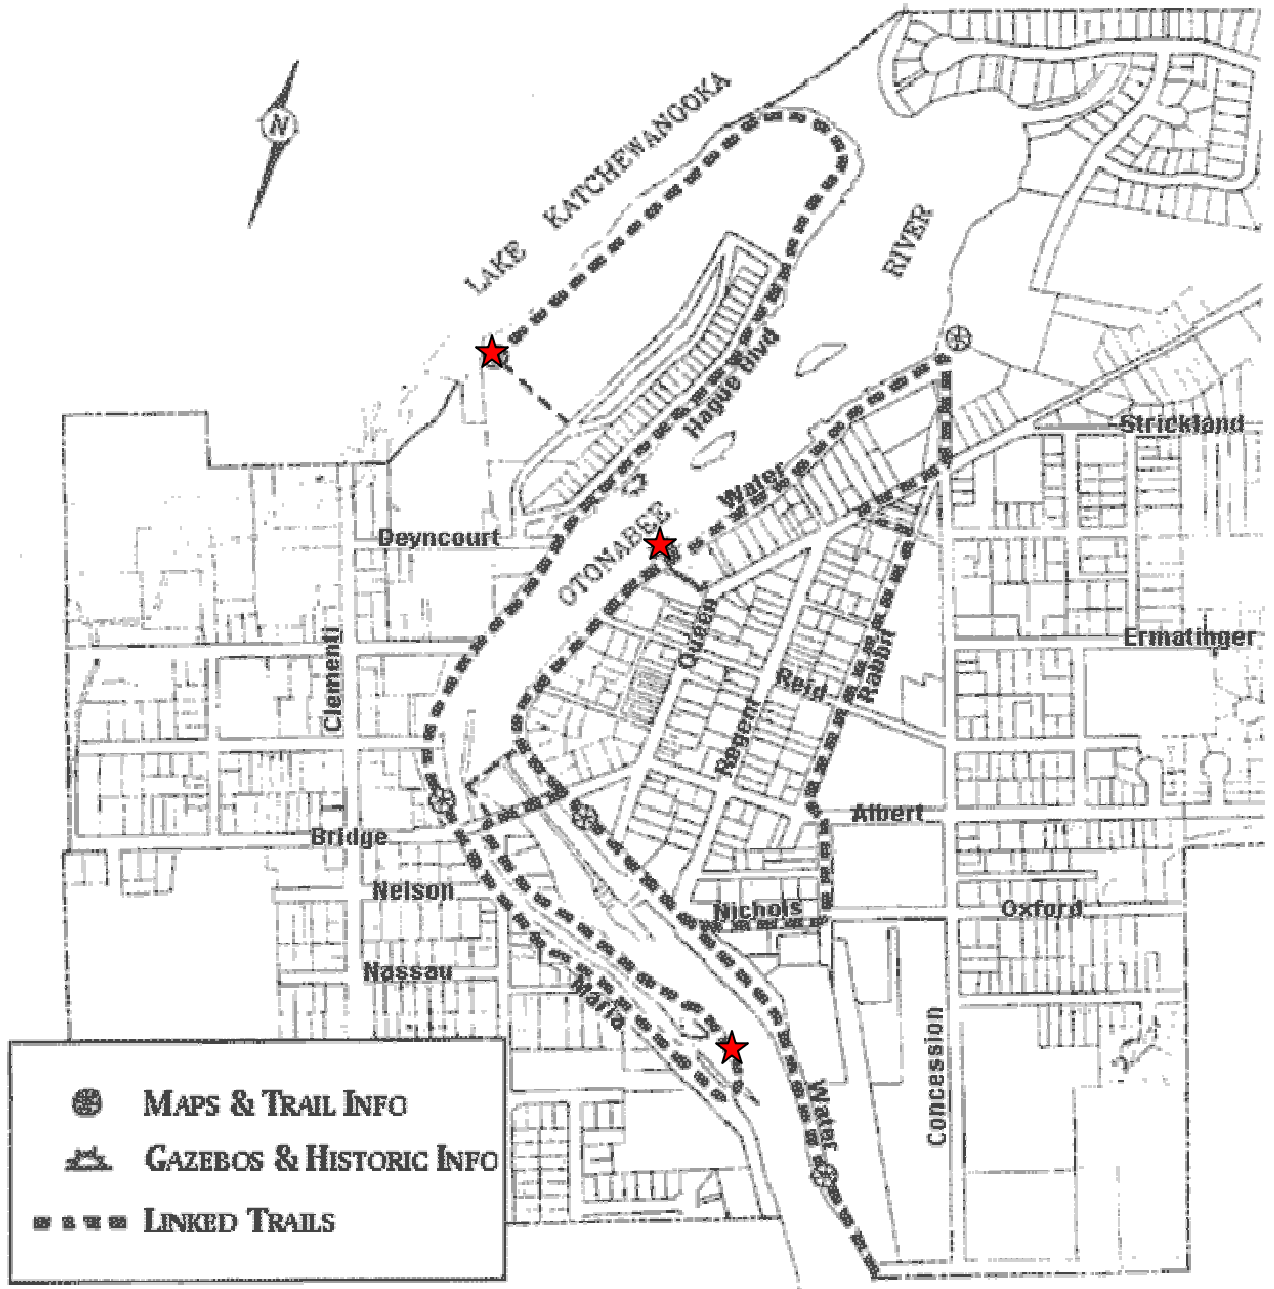 N
LAKE KATCHEWANOOKA
RIVER
Hague Blvd
Strickland
Water
OTONABEE
Deyncourt
Queen
Clementi
Ermatinger
Reid
Rabbit
Regent
Albert
Bridge
Nelson
Nichols
Oxford
Nassau
Maria
Concession
Water
MAPS & TRAIL INFO
GAZEBOS & HISTORIC INFO
LINKED TRAILS